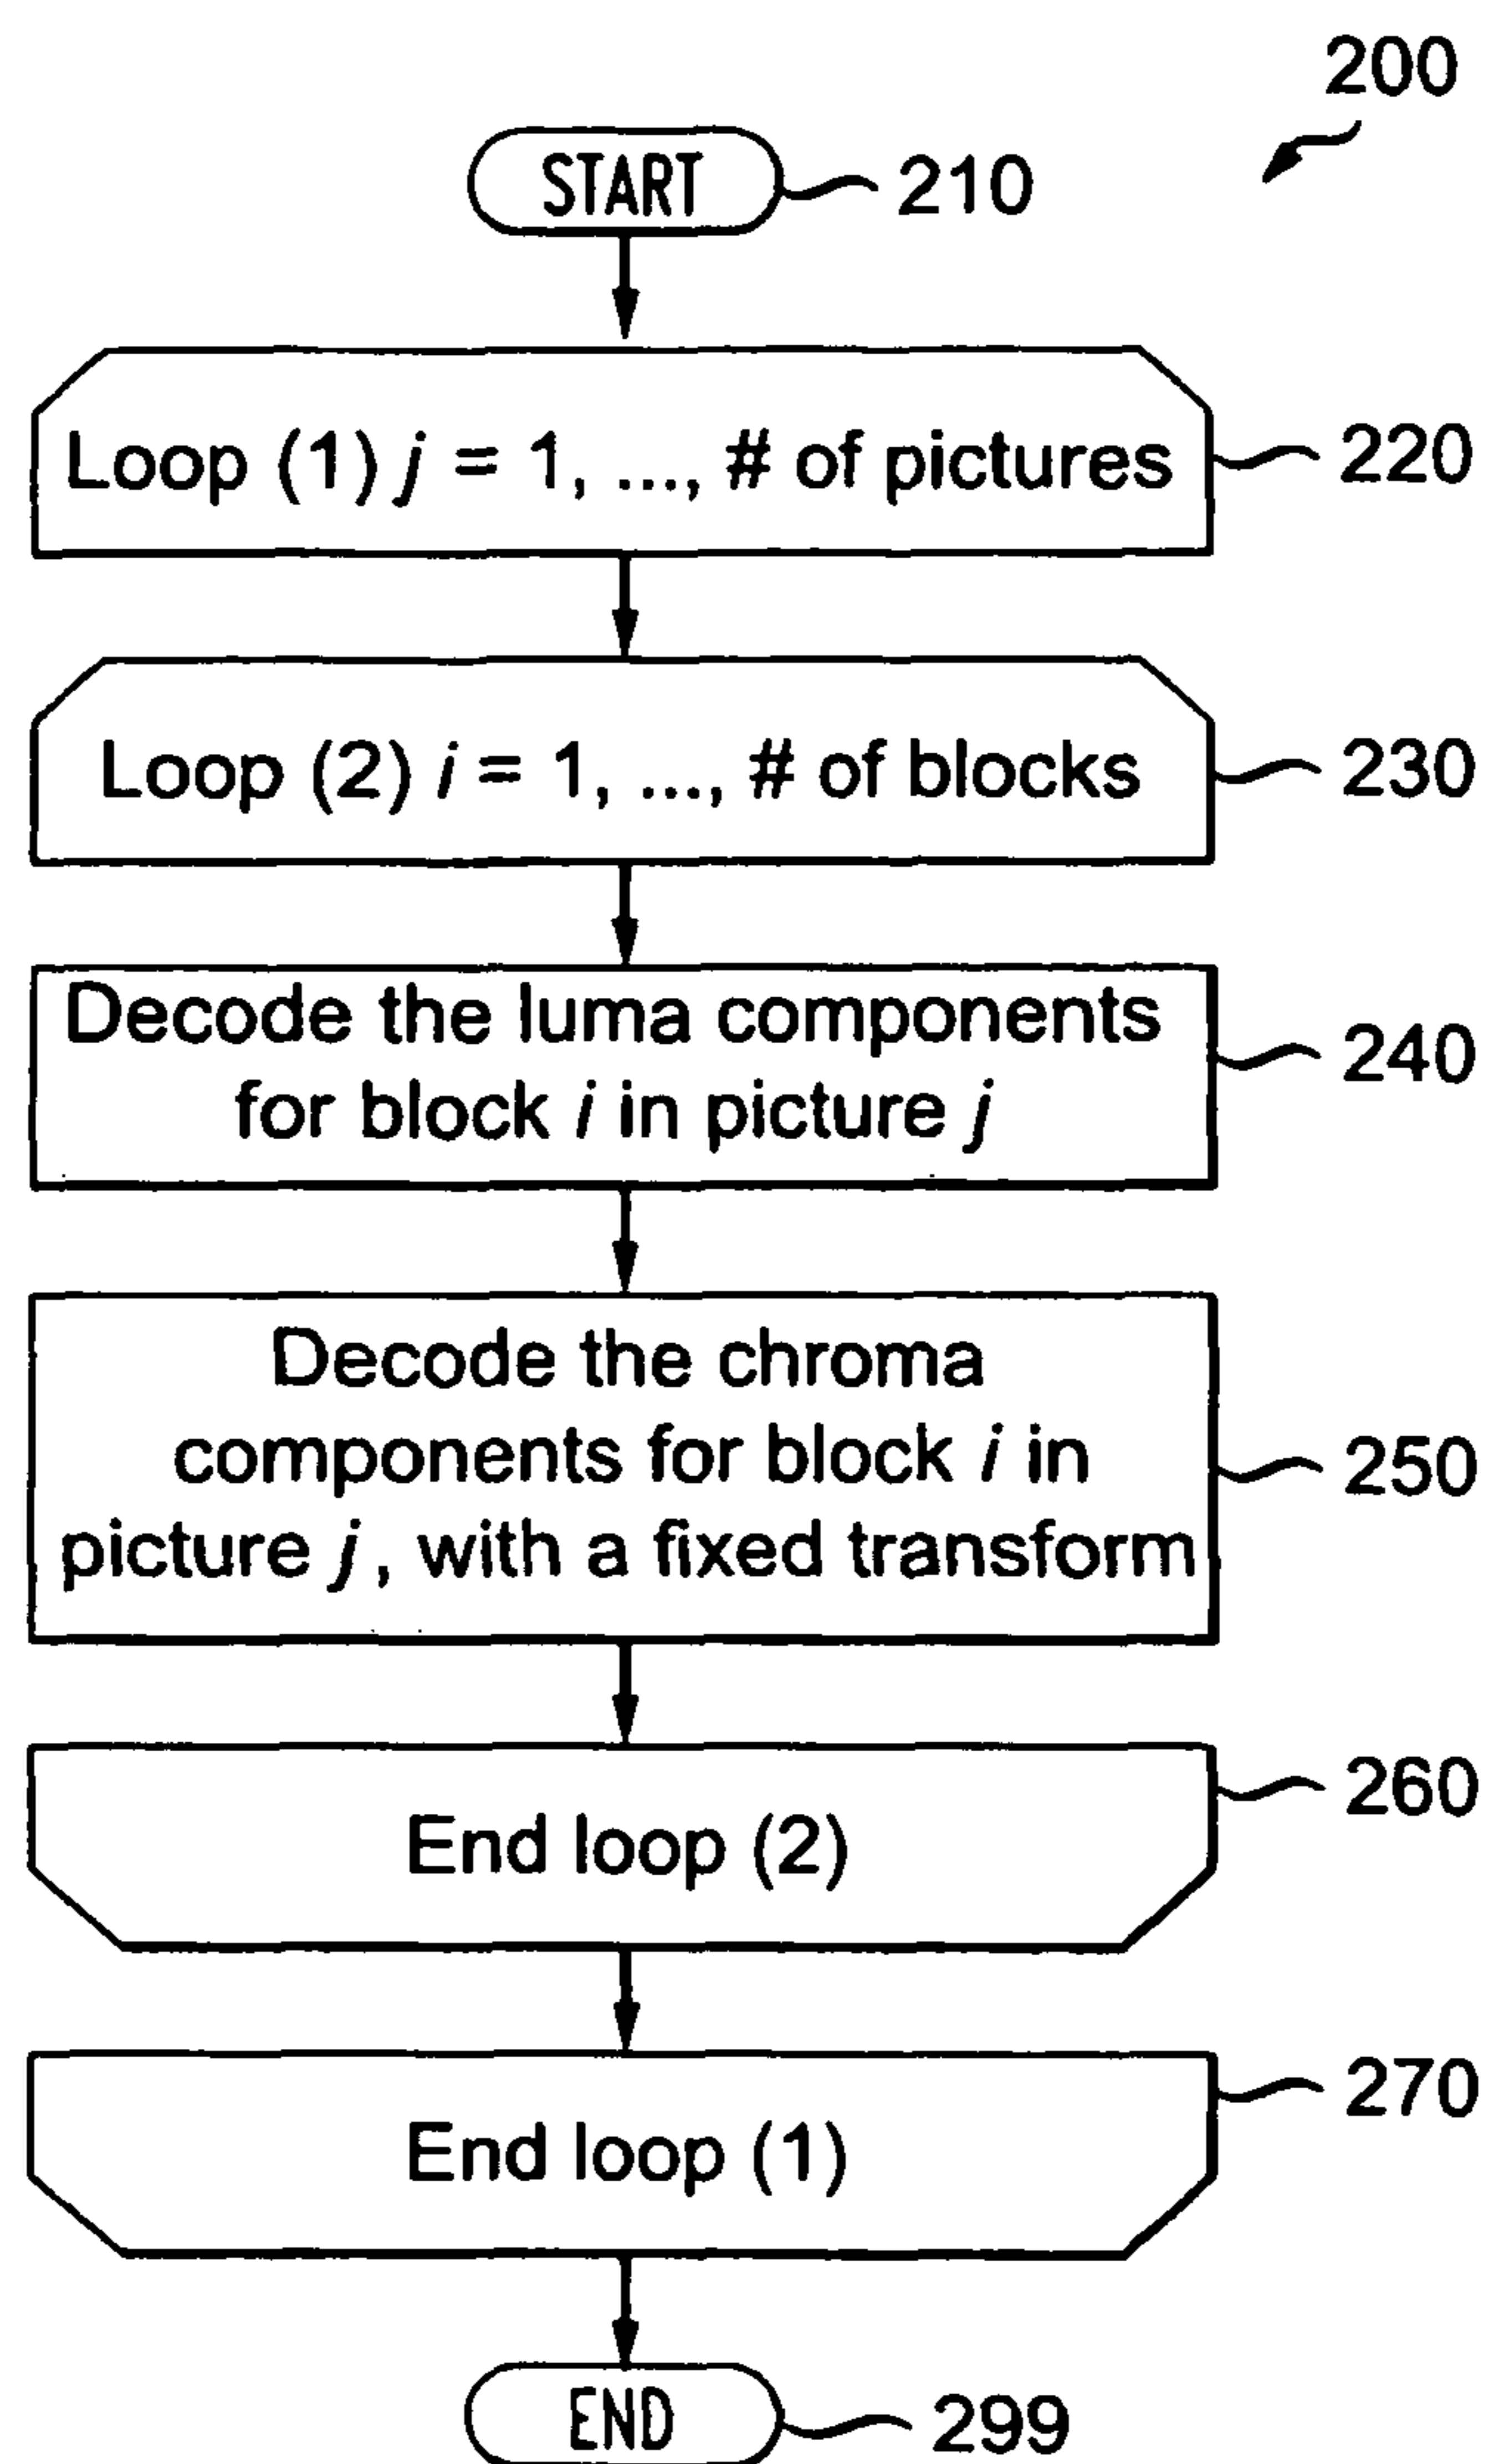 200
START
210
Loop (1) j = 1, ..., # of pictures
220
Loop (2) i = 1, ..., # of blocks
230
Decode the luma components
for block i in picture j
240
Decode the chroma
components for block i in
picture j, with a fixed transform
250
End loop (2)
260
End loop (1)
270
END
299